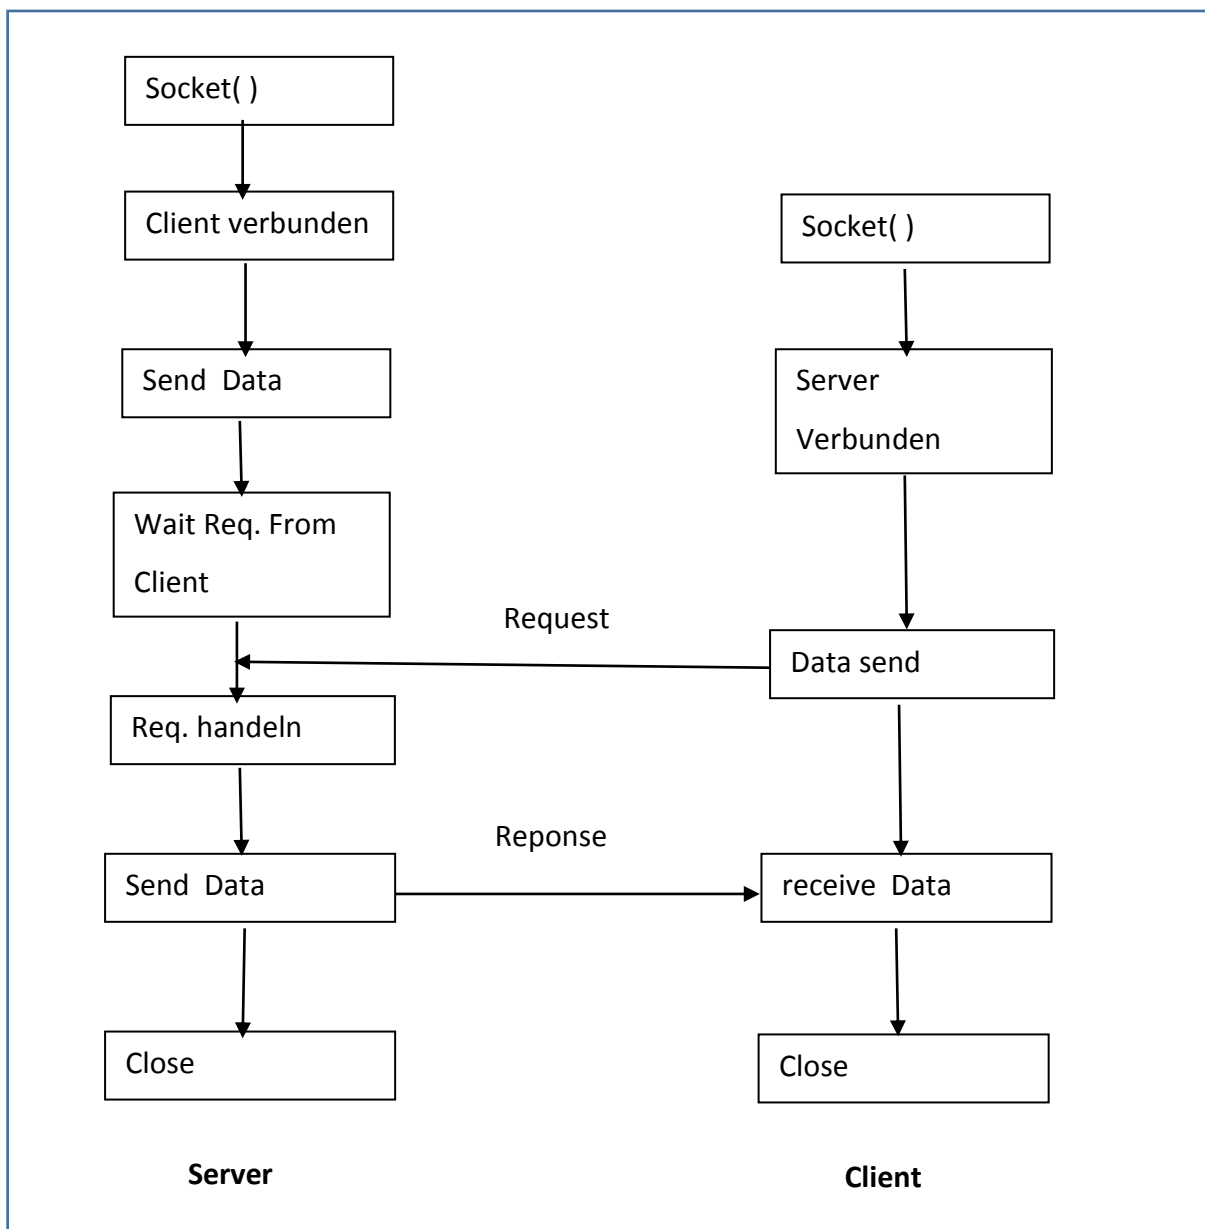 Socket( )
Client verbunden
Send  Data
Wait Req. From
Client
Req. handeln
Send  Data
Close
Server
Request
Reponse
Socket( )
Server
Verbunden
Data send
receive  Data
Close
Client